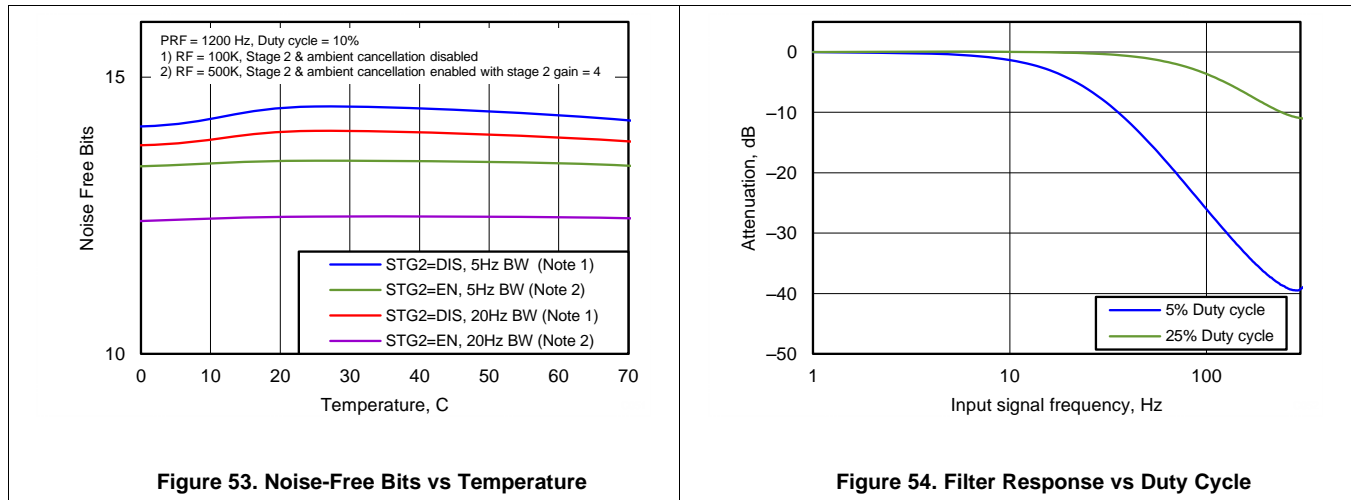 PRF = 1200 Hz, Duty cycle = 10%
1) RF = 100K, Stage 2 & ambient cancellation disabled
2) RF = 500K, Stage 2 & ambient cancellation enabled with stage 2 gain = 4
15
10
Noise Free Bits
STG2=DIS, 5Hz BW (Note 1)
STG2=EN, 5Hz BW (Note 2)
STG2=DIS, 20Hz BW (Note 1)
STG2=EN, 20Hz BW (Note 2)
0 10 20 30 40 50 60 70
Temperature, C
Figure 53. Noise-Free Bits vs Temperature
0
–10
–20
–30
–40
–50
Attenuation, dB
5% Duty cycle
25% Duty cycle
1 10 100
Input signal frequency, Hz
Figure 54. Filter Response vs Duty Cycle